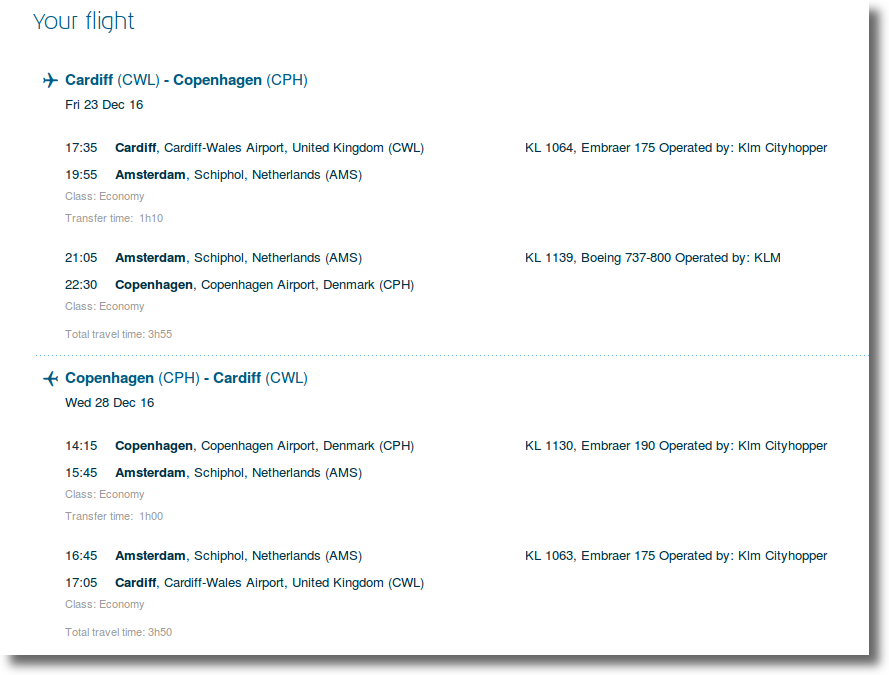 Your flight
Cardiff (CWL) - Copenhagen (CPH)
Fri 23 Dec 16
17:35 Cardiff, Cardiff-Wales Airport, United Kingdom (CWL) KL 1064, Embraer 175 Operated by: Klm Cityhopper
19:55 Amsterdam, Schiphol, Netherlands (AMS)
Class: Economy
Transfer time: 1h10
21:05 Amsterdam, Schiphol, Netherlands (AMS) KL 1139, Boeing 737-800 Operated by: KLM
22:30 Copenhagen, Copenhagen Airport, Denmark (CPH)
Class: Economy
Total travel time: 3h55
Copenhagen (CPH) - Cardiff (CWL)
Wed 28 Dec 16
14:15 Copenhagen, Copenhagen Airport, Denmark (CPH) KL 1130, Embraer 190 Operated by: Klm Cityhopper
15:45 Amsterdam, Schiphol, Netherlands (AMS)
Class: Economy
Transfer time: 1h00
16:45 Amsterdam, Schiphol, Netherlands (AMS) KL 1063, Embraer 175 Operated by: Klm Cityhopper
17:05 Cardiff, Cardiff-Wales Airport, United Kingdom (CWL)
Class: Economy
Total travel time: 3h50